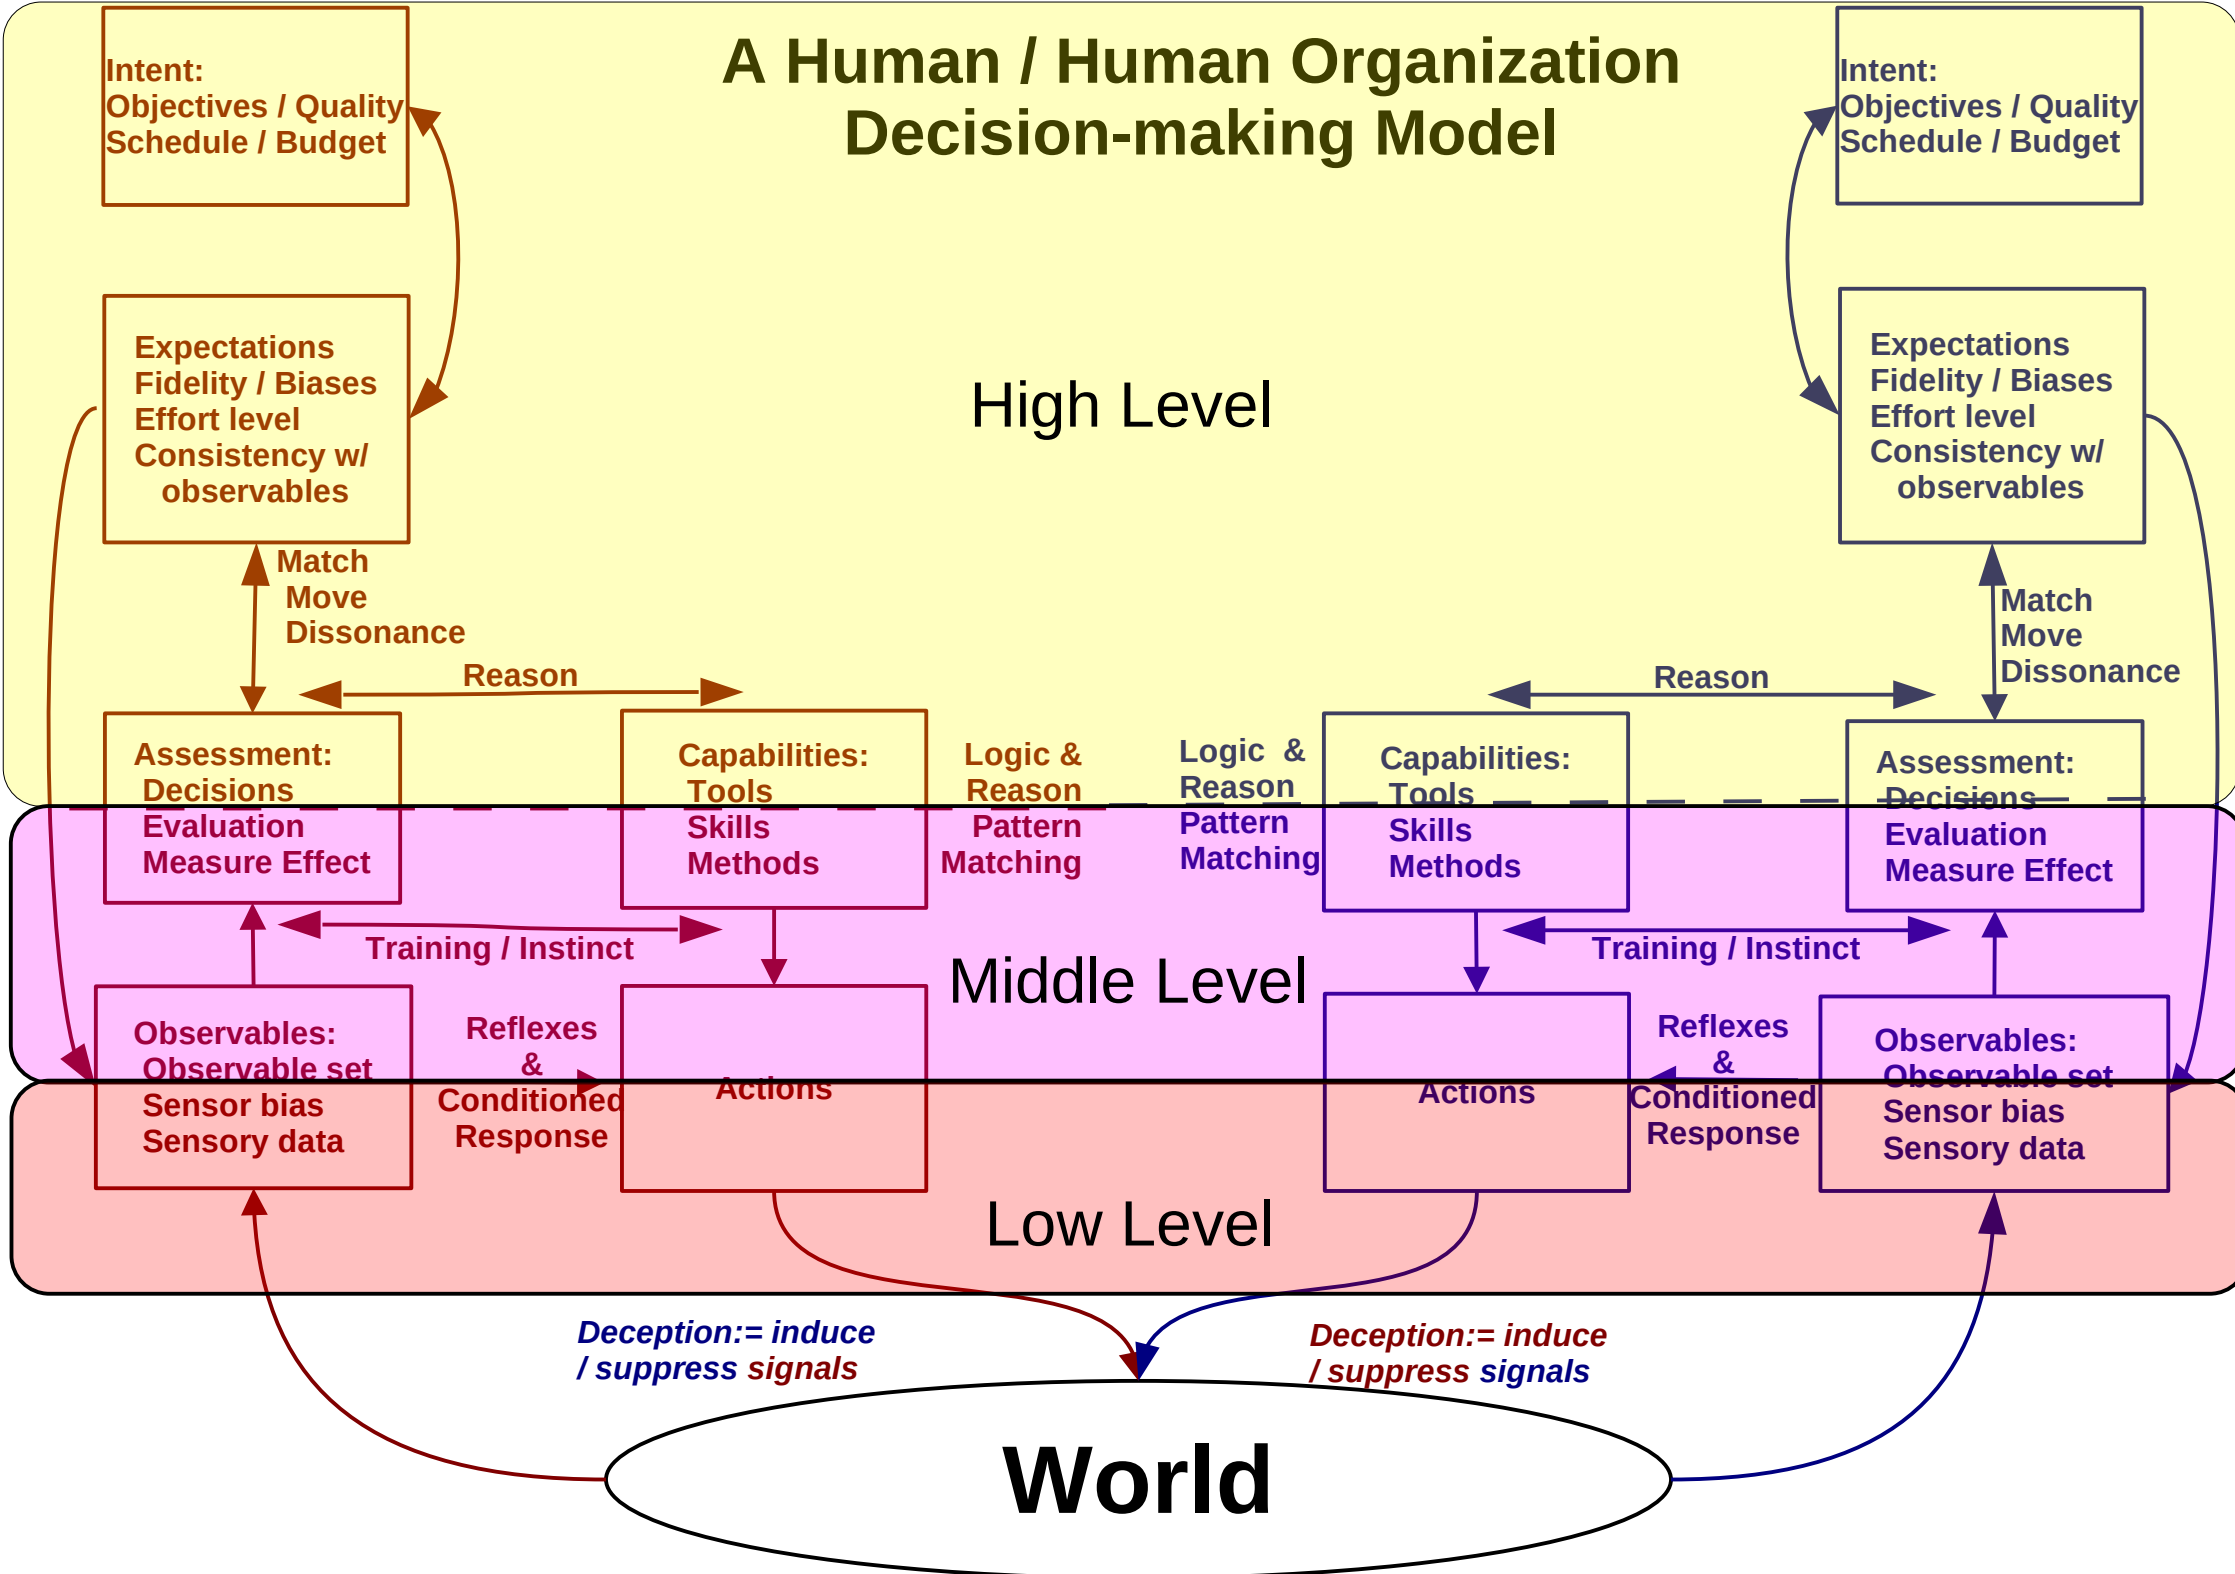 A Human / Human Organization
Decision-making Model
Intent:
Objectives / Quality
Schedule / Budget
Intent:
Objectives / Quality
Schedule / Budget
High Level
Expectations
Fidelity / Biases
Effort level
Consistency w/
observables
Expectations
Fidelity / Biases
Effort level
Consistency w/
observables
Match
Move
Dissonance
Match
Move
Dissonance
Reason
Reason
Assessment:
Decisions
Evaluation
Measure Effect
Capabilities:
Tools
Skills
Methods
Logic &
Reason
Pattern
Matching
Logic &
Reason
Pattern
Matching
Capabilities:
Tools
Skills
Methods
Assessment:
Decisions
Evaluation
Measure Effect
Training / Instinct
Middle Level
Training / Instinct
Observables:
Observable set
Sensor bias
Sensory data
Reflexes
&
Conditioned
Response
Actions
Actions
Reflexes
&
Conditioned
Response
Observables:
Observable set
Sensor bias
Sensory data
Low Level
Deception:= induce
/ suppress signals
Deception:= induce
/ suppress signals
World